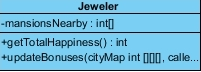 Jeweler
-mansionsNearby : int[]
+getTotalHappiness() : int
+updateBonuses(cityMap int [][][], calle...